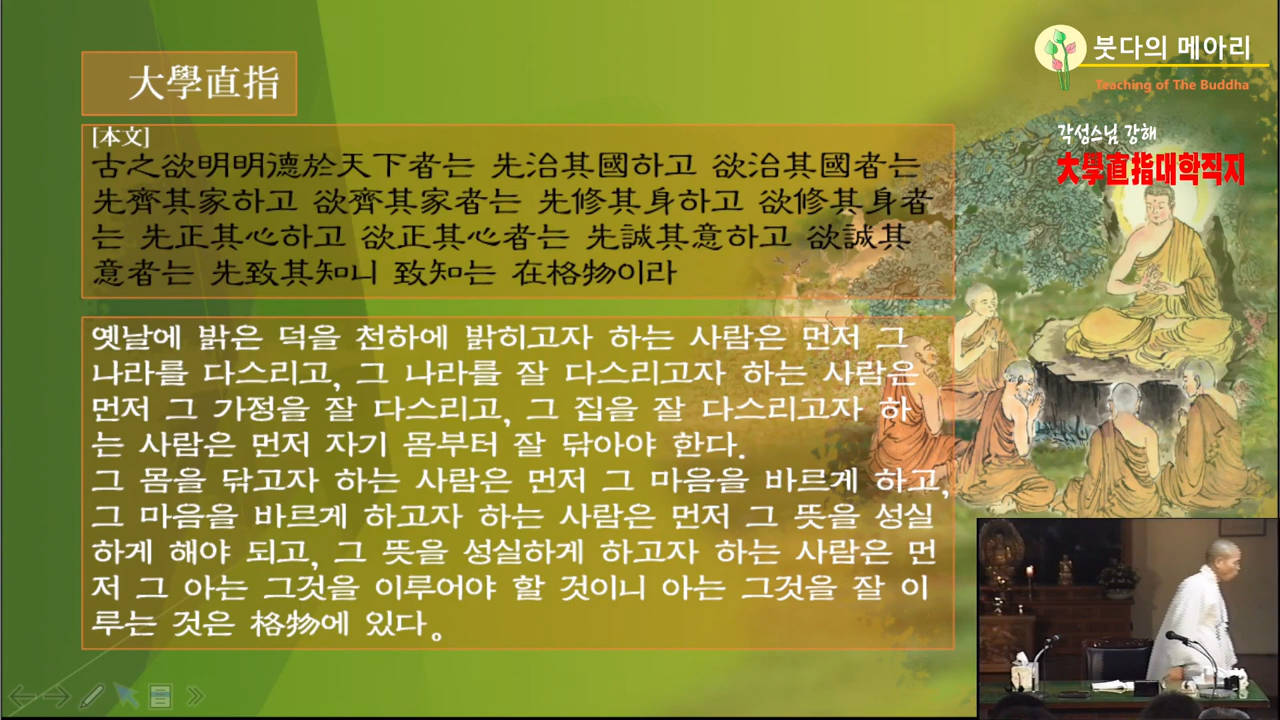 大學直指
[本文]
古之欲明明德於天下者는 先治其國하고 欲治其國者는
先齊其家하고 欲齊其家者는 先修其身하고 欲修其身者
는 先正其心하고 欲正其心者는 先誠其意하고 欲誠其
意者는 先致其知니 致知는 在格物이라
옛날에 밝은 덕을 천하에 밝히고자 하는 사람은 먼저 그
나라를 다스리고, 그 나라를 잘 다스리고자 하는 사람은
먼저 그 가정을 잘 다스리고, 그 집을 잘 다스리고자 하
는 사람은 먼저 자기 몸부터 잘 닦아야 한다.
그 몸을 닦고자 하는 사람은 먼저 그 마음을 바르게 하고,
그 마음을 바르게 하고자 하는 사람은 먼저 그 뜻을 성실
하게 해야 되고, 그 뜻을 성실하게 하고자 하는 사람은 먼
저 그 아는 그것을 이루어야 할 것이니 아는 그것을 잘 이
루는 것은 格物에 있다。
붓다의 메아리
Teaching of The Buddha
각성스님 강해
大學直指대학직지